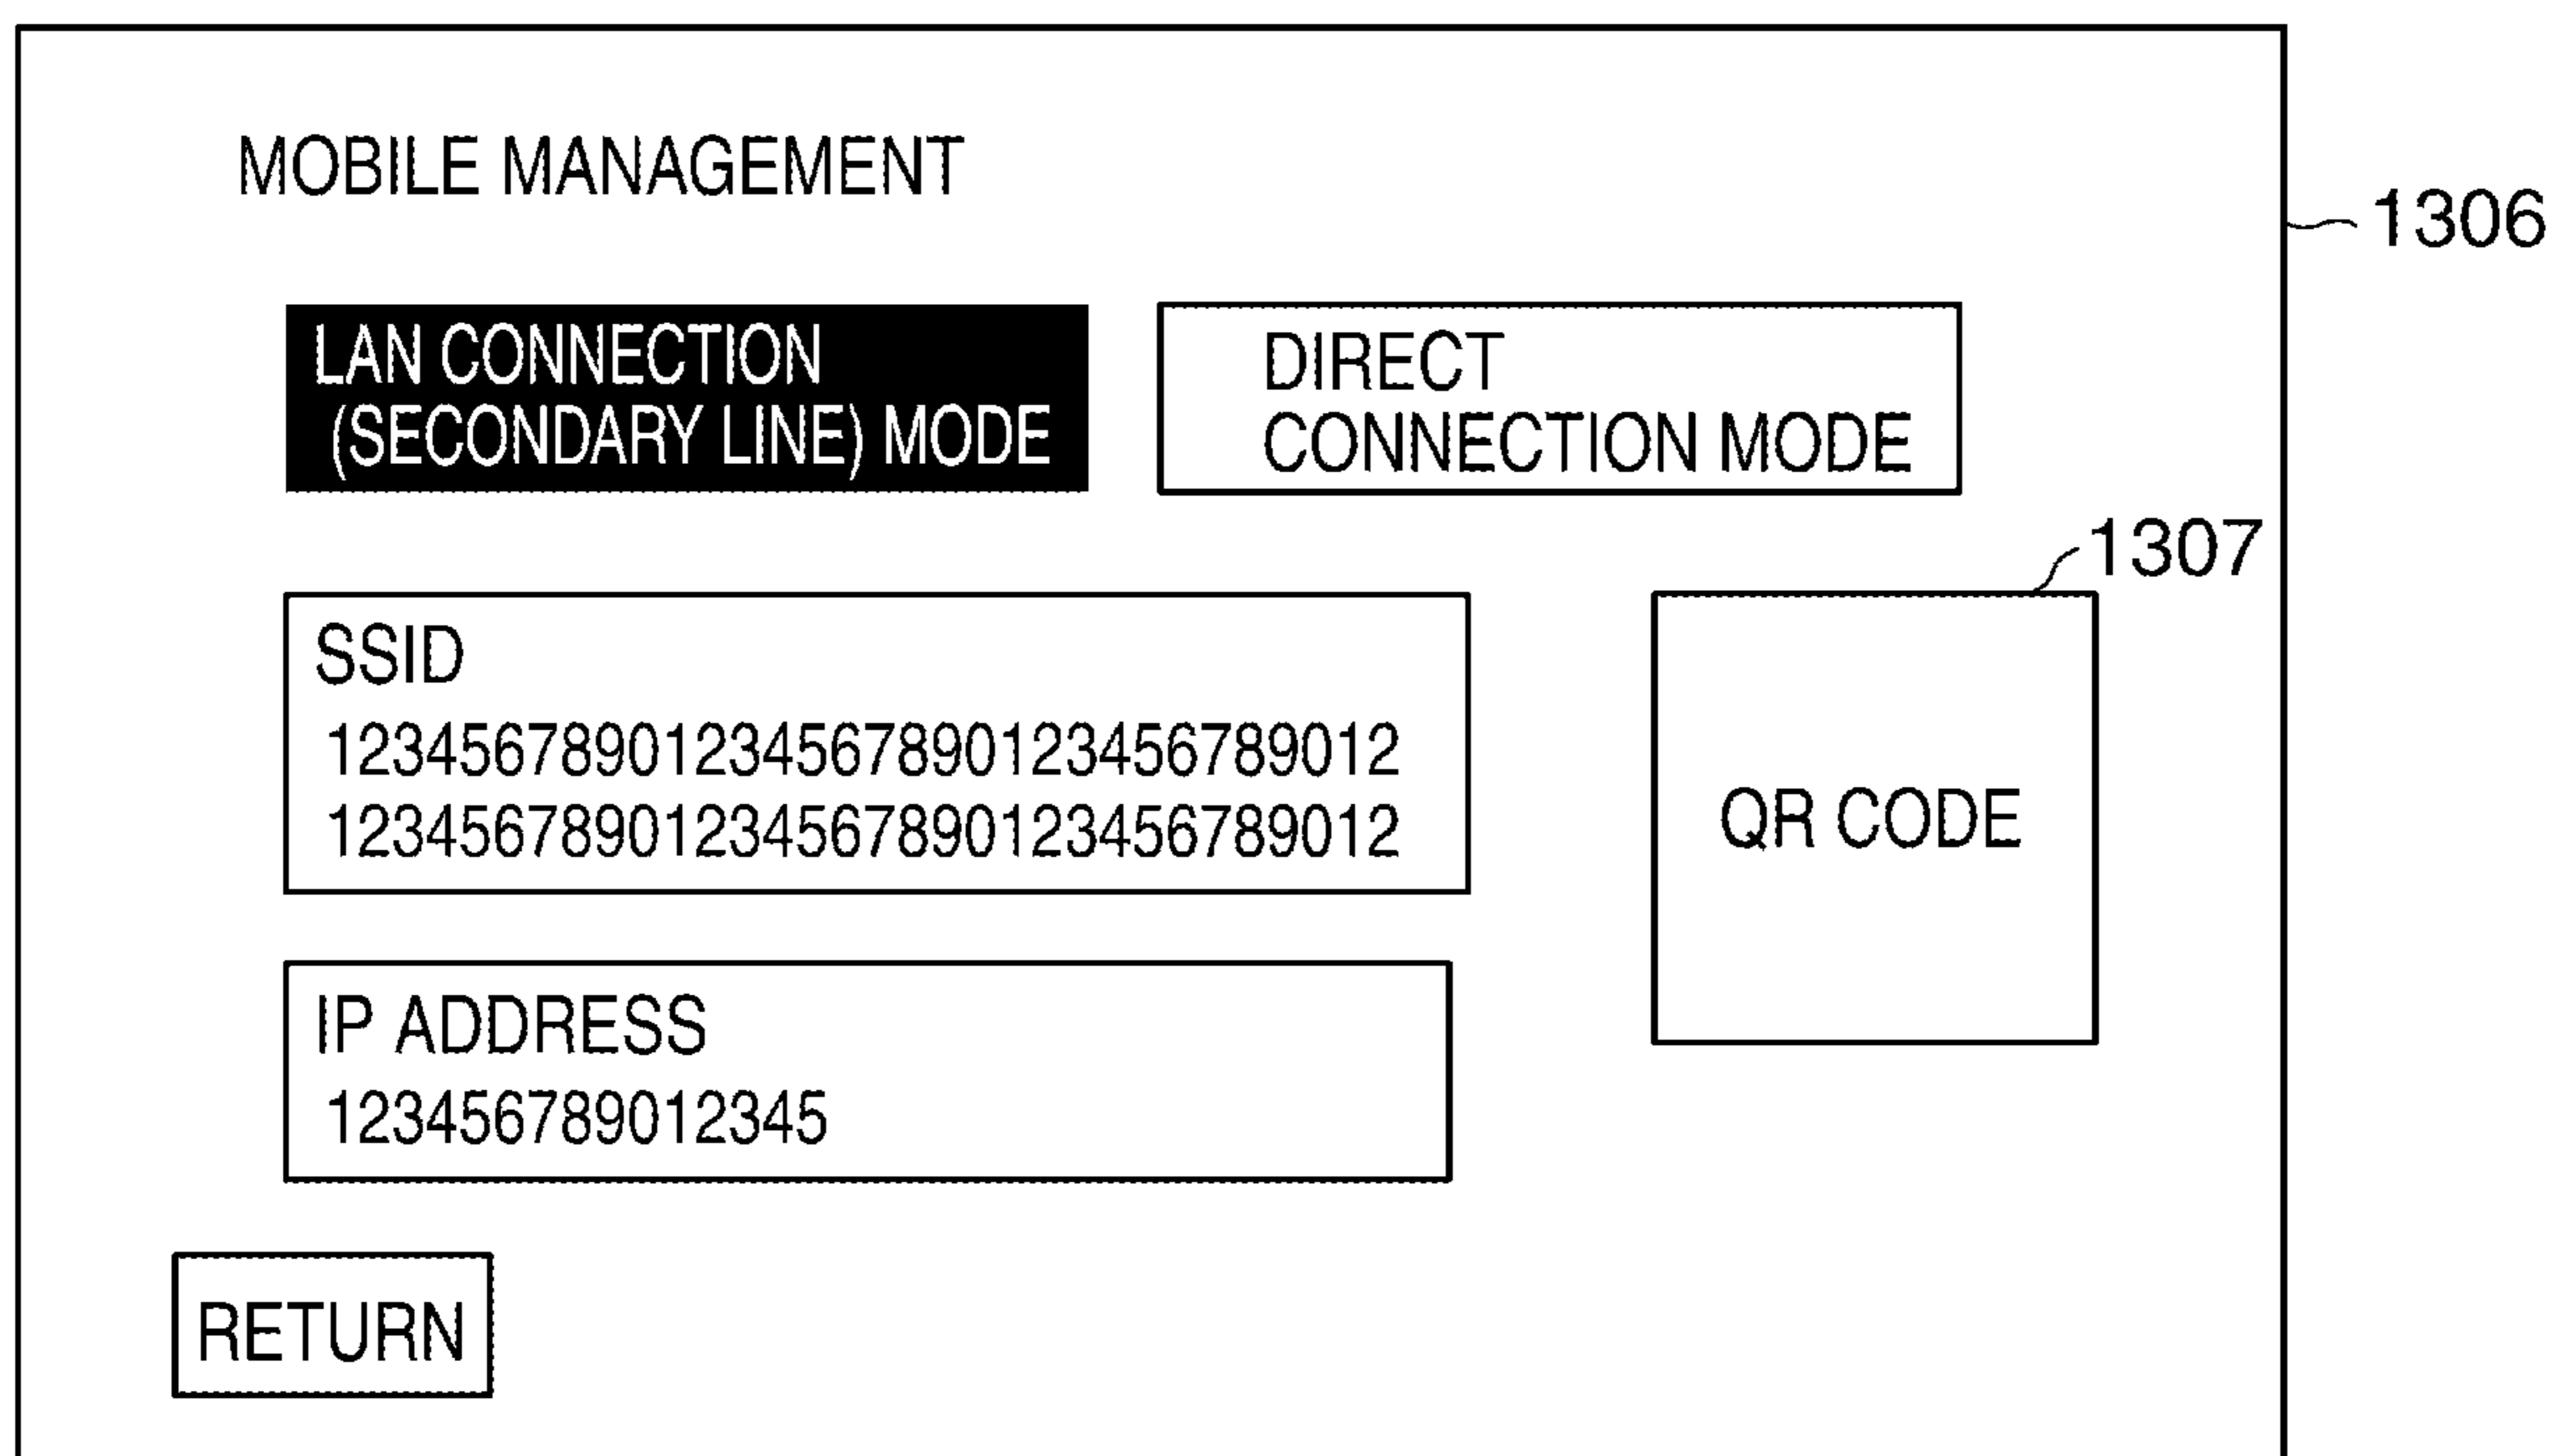 MOBILE MANAGEMENT
1306
LAN CONNECTION
(SECONDARY LINE) MODE
DIRECT
CONNECTION MODE
1307
SSID
12345678901234567890123456789012
12345678901234567890123456789012
QR CODE
IP ADDRESS
123456789012345
RETURN